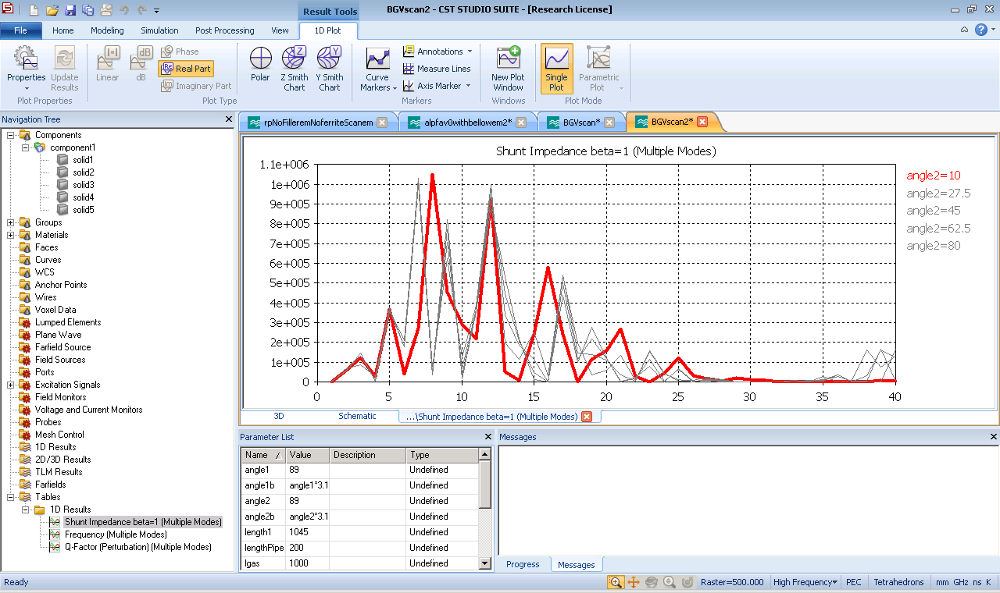 BGVscan2 - CST STUDIO SUITE - [Research License]
Result Tools
File Home Modeling Simulation Post Processing View 1D Plot
Properties Update Results
Plot Properties
Linear dB Phase Real Part Imaginary Part Polar Z Smith Chart Y Smith Chart
Plot Type
Curve Markers Annotations Measure Lines Axis Marker
Markers
New Plot Window
Windows
Single Plot Parametric Plot
Plot Mode
Navigation Tree
Components
component1
solid1
solid2
solid3
solid4
solid5
Groups
Materials
Faces
Curves
WCS
Anchor Points
Wires
Voxel Data
Lumped Elements
Plane Wave
Farfield Source
Field Sources
Ports
Excitation Signals
Field Monitors
Voltage and Current Monitors
Probes
Mesh Control
1D Results
2D/3D Results
TLM Results
Farfields
Tables
1D Results
Shunt Impedance beta=1 (Multiple Modes)
Frequency (Multiple Modes)
Q-Factor (Perturbation) (Multiple Modes)
rpNoFilleremNoferriteScanem alpfav0withbellowem2* BGVscan* BGVscan2*
Shunt Impedance beta=1 (Multiple Modes)
1.1e+006
1e+006
9e+005
8e+005
7e+005
6e+005
5e+005
4e+005
3e+005
2e+005
1e+005
0
0 5 10 15 20 25 30 35 40
angle2=10
angle2=27.5
angle2=45
angle2=62.5
angle2=80
3D Schematic ...\Shunt Impedance beta=1 (Multiple Modes)
Parameter List
Name Value Description Type
angle1 89 Undefined
angle1b angle1*3.1 Undefined
angle2 89 Undefined
angle2b angle2*3.1 Undefined
length1 1045 Undefined
lengthPipe 200 Undefined
lgas 1000 Undefined
Messages
Progress Messages
Ready Raster=500.000 High Frequency PEC Tetrahedrons mm GHz ns K